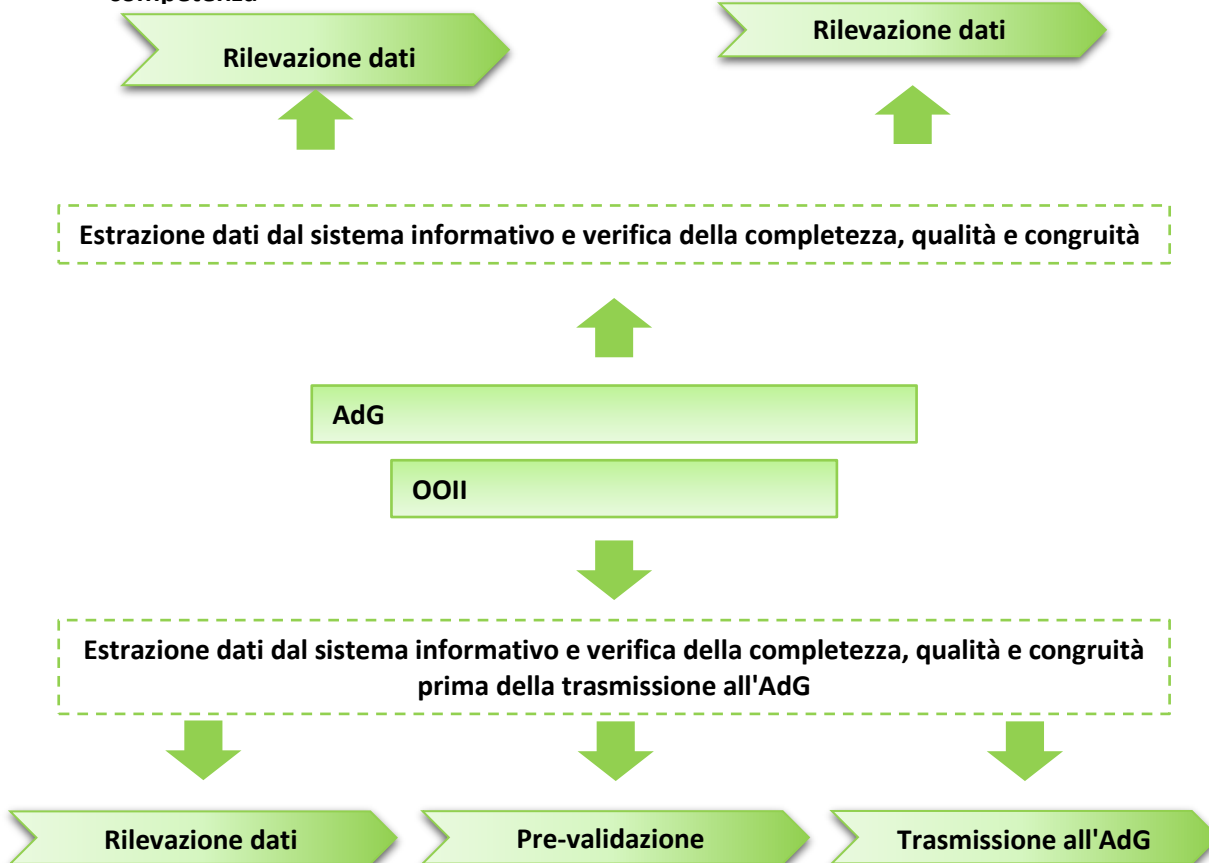 competenza
Rilevazione dati
Rilevazione dati
Estrazione dati dal sistema informativo e verifica della completezza, qualità e congruità
AdG
OOII
Estrazione dati dal sistema informativo e verifica della completezza, qualità e congruità
prima della trasmissione all'AdG
Rilevazione dati
Pre-validazione
Trasmissione all'AdG